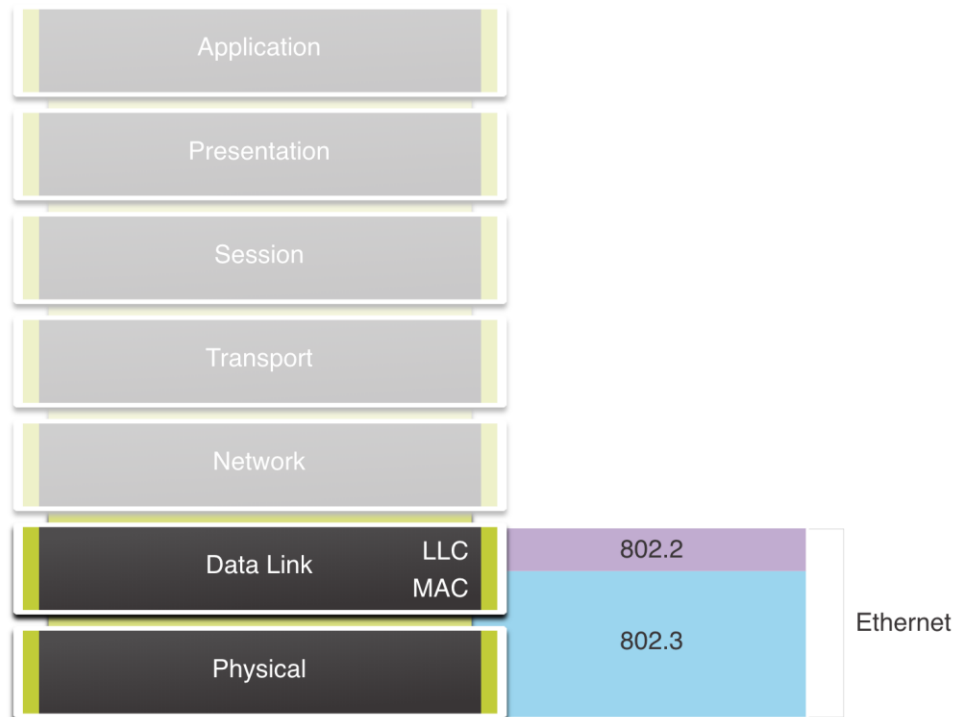 Application
Presentation
Session
Transport
Network
Data Link
LLC
MAC
802.2
802.3
Ethernet
Physical